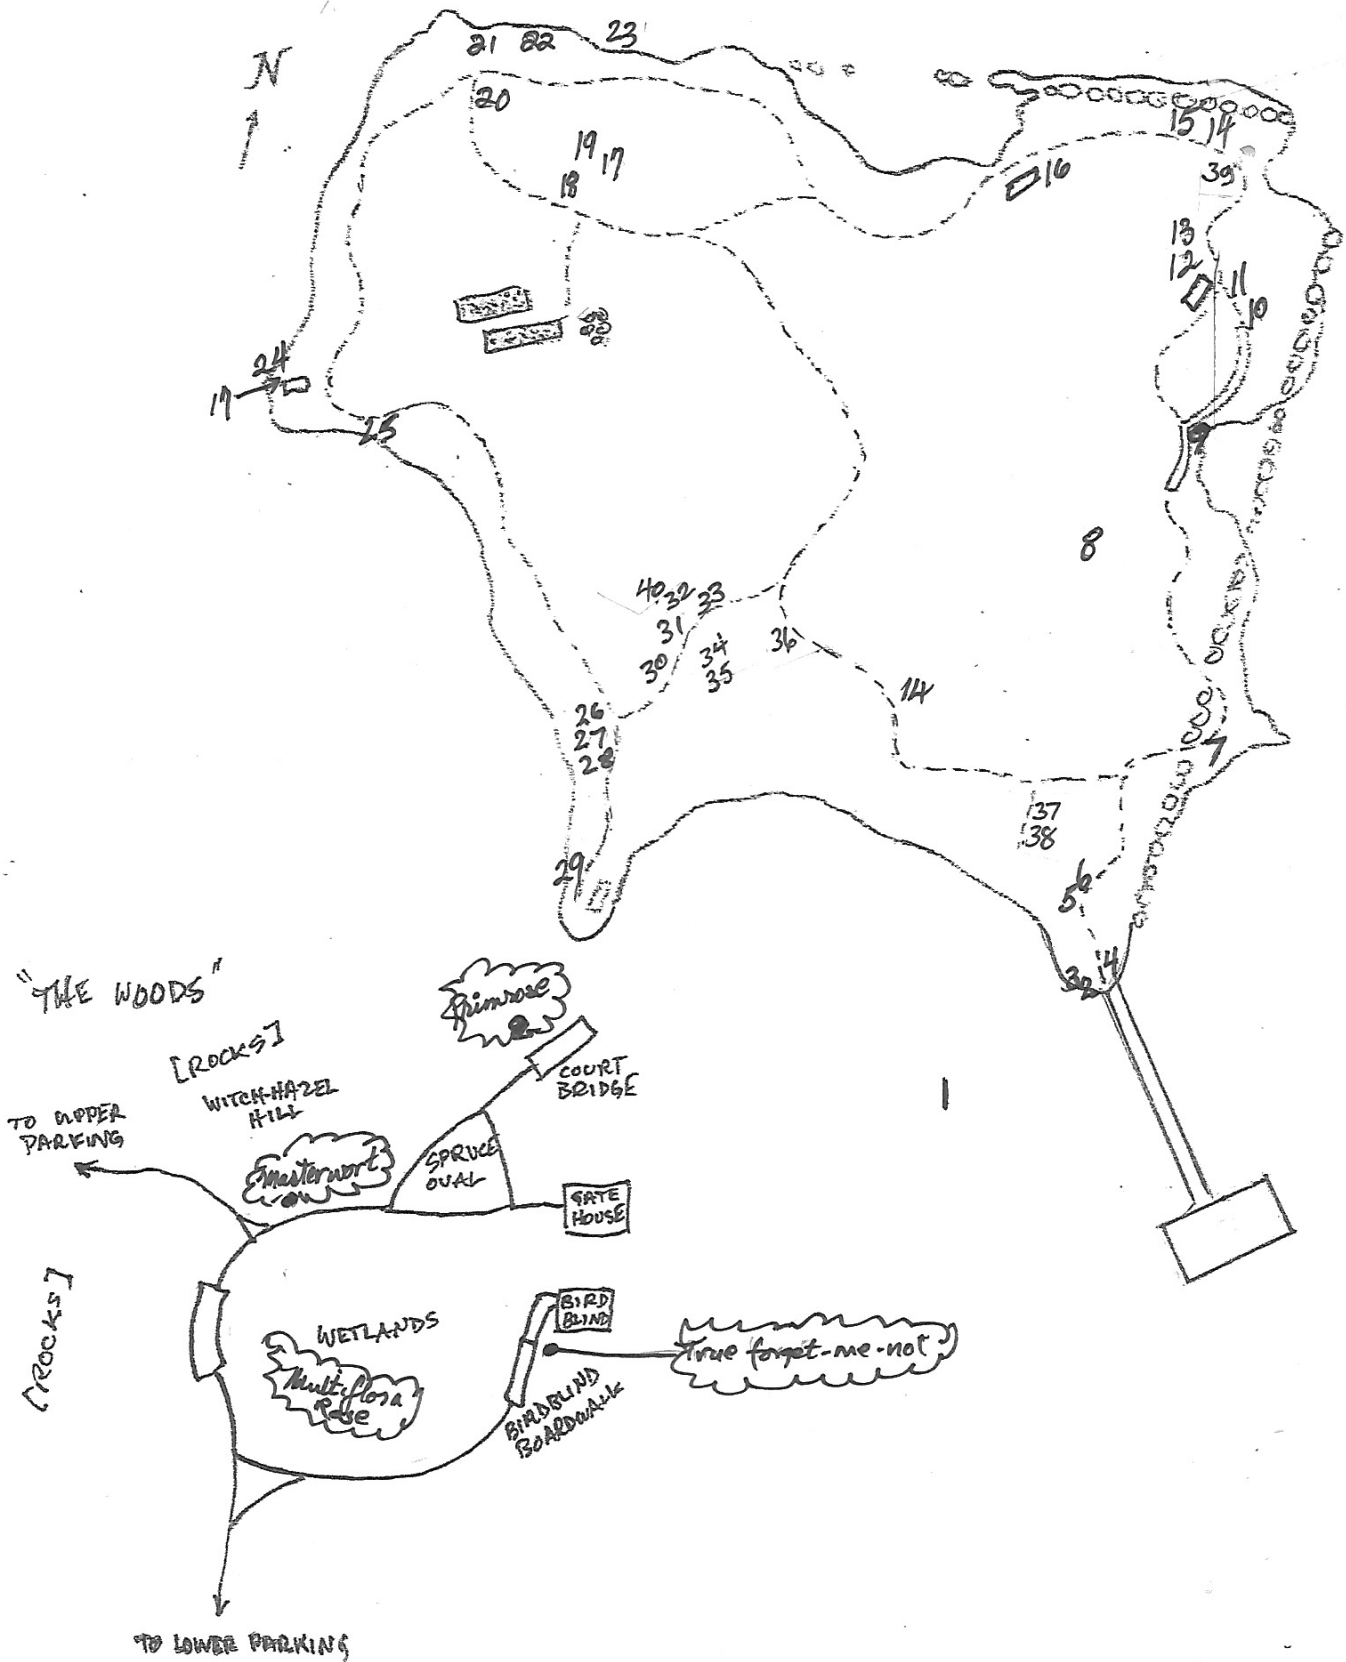 N
21 22 23
20
19
17
18
15 14
39
16
13
12
11
10
24
17
25
9
8
40 32 33
31
30
34
35
36
14
26
27
28
7
37
38
29
6
5
3 2 4
1
"THE WOODS"
[ROCKS]
WITCH-HAZEL
HILL
TO UPPER
PARKING
Primrose
COURT
BRIDGE
Masterwort
SPRUCE
OVAL
GATE
HOUSE
[ROCKS]
WETLANDS
Multiflora
Rose
BIRD
BLIND
True forget-me-not
BIRDBLIND
BOARDWALK
TO LOWER PARKING